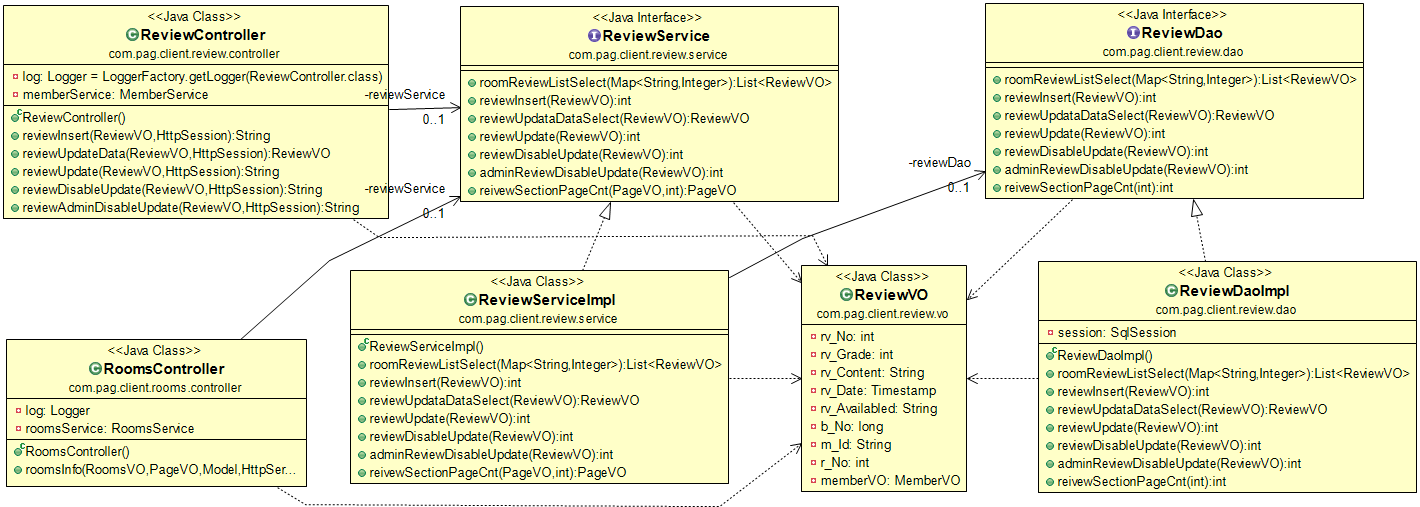 <<Java Class>>
ReviewController
com.pag.client.review.controller
log: Logger = LoggerFactory.getLogger(ReviewController.class)
memberService: MemberService
ReviewController()
reviewInsert(ReviewVO,HttpSession):String
reviewUpdateData(ReviewVO,HttpSession):ReviewVO
reviewUpdate(ReviewVO,HttpSession):String
reviewDisableUpdate(ReviewVO,HttpSession):String
reviewAdminDisableUpdate(ReviewVO,HttpSession):String
-reviewService
0..1
-reviewService
0..1
<<Java Interface>>
ReviewService
com.pag.client.review.service
roomReviewListSelect(Map<String,Integer>):List<ReviewVO>
reviewInsert(ReviewVO):int
reviewUpdataDataSelect(ReviewVO):ReviewVO
reviewUpdate(ReviewVO):int
reviewDisableUpdate(ReviewVO):int
adminReviewDisableUpdate(ReviewVO):int
reivewSectionPageCnt(PageVO,int):PageVO
-reviewDao
0..1
<<Java Interface>>
ReviewDao
com.pag.client.review.dao
roomReviewListSelect(Map<String,Integer>):List<ReviewVO>
reviewInsert(ReviewVO):int
reviewUpdataDataSelect(ReviewVO):ReviewVO
reviewUpdate(ReviewVO):int
reviewDisableUpdate(ReviewVO):int
adminReviewDisableUpdate(ReviewVO):int
reivewSectionPageCnt(int):int
<<Java Class>>
RoomsController
com.pag.client.rooms.controller
log: Logger
roomsService: RoomsService
RoomsController()
roomsInfo(RoomsVO,PageVO,Model,HttpSer...
<<Java Class>>
ReviewServiceImpl
com.pag.client.review.service
ReviewServiceImpl()
roomReviewListSelect(Map<String,Integer>):List<ReviewVO>
reviewInsert(ReviewVO):int
reviewUpdataDataSelect(ReviewVO):ReviewVO
reviewUpdate(ReviewVO):int
reviewDisableUpdate(ReviewVO):int
adminReviewDisableUpdate(ReviewVO):int
reivewSectionPageCnt(PageVO,int):PageVO
<<Java Class>>
ReviewVO
com.pag.client.review.vo
rv_No: int
rv_Grade: int
rv_Content: String
rv_Date: Timestamp
rv_Availabled: String
b_No: long
m_Id: String
r_No: int
memberVO: MemberVO
<<Java Class>>
ReviewDaoImpl
com.pag.client.review.dao
session: SqlSession
ReviewDaoImpl()
roomReviewListSelect(Map<String,Integer>):List<ReviewVO>
reviewInsert(ReviewVO):int
reviewUpdataDataSelect(ReviewVO):ReviewVO
reviewUpdate(ReviewVO):int
reviewDisableUpdate(ReviewVO):int
adminReviewDisableUpdate(ReviewVO):int
reivewSectionPageCnt(int):int